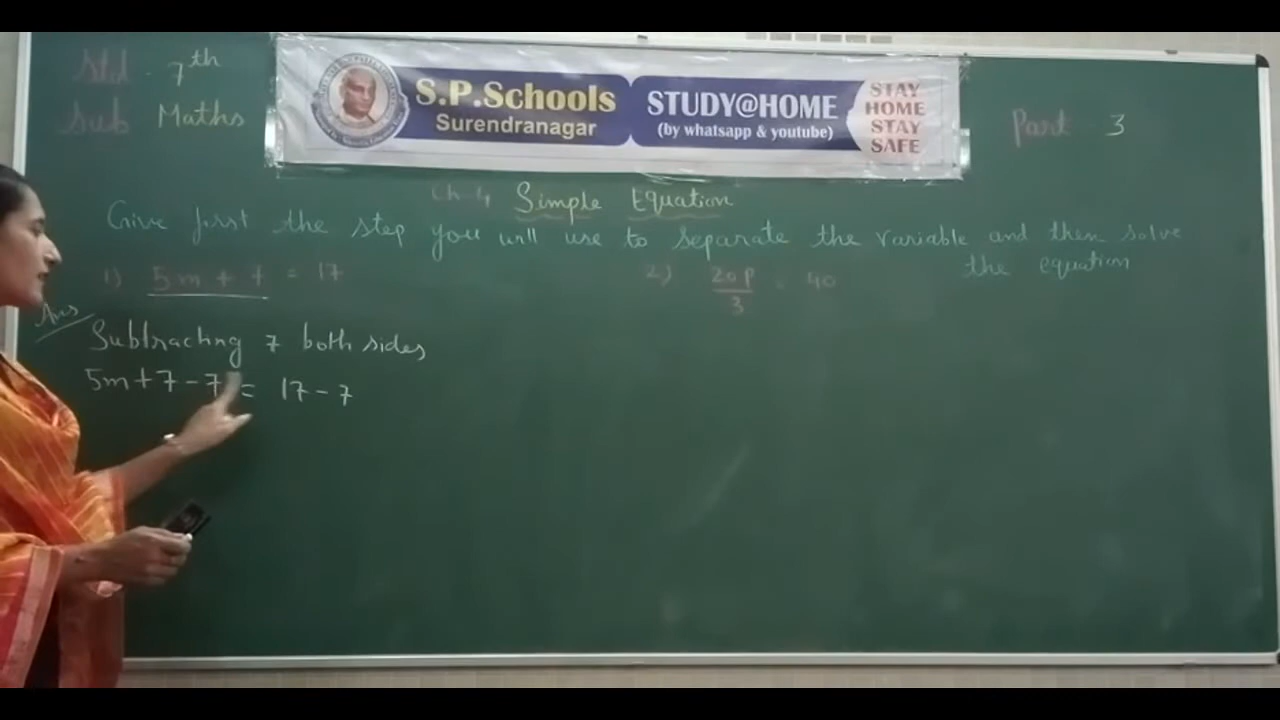 Std - 7th
Sub Maths
S.P.Schools
Surendranagar
STUDY@HOME
(by whatsapp & youtube)
STAY
HOME
STAY
SAFE
Part - 3
Ch-4 Simple Equation
Give first the step you will use to separate the variable and then solve
the equation
1) 5m + 7 = 17
2) 20p/3 = 40
Ans
Subtracting 7 both sides
5m+7-7 = 17-7